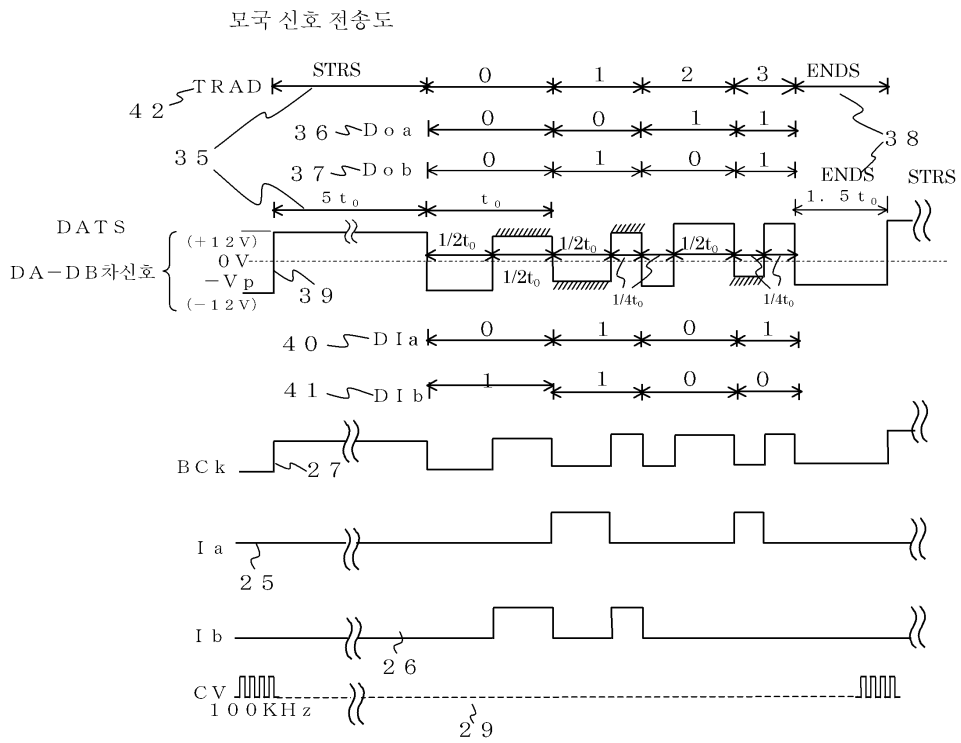 모국 신호 전송도
STRS 0 1 2 3 ENDS
42 TRAD
36 Doa 0 0 1 1 38
35
37 Dob 0 1 0 1
ENDS STRS
5t₀ t₀ 1.5t₀
DATS
(+12V)
1/2t₀ 1/2t₀ 1/2t₀
DA-DB차신호 0V
1/2t₀ 1/4t₀ 1/4t₀
-Vp 39
(-12V)
40 DIa 0 1 0 1
41 DIb 1 1 0 0
BCk 27
Ia
25
Ib
26
CV
100KHz
29